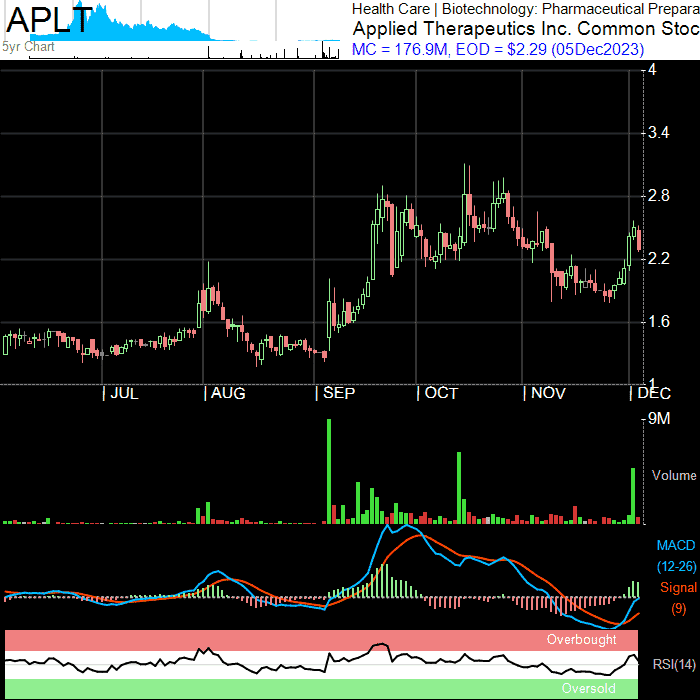 APLT
5yr Chart
Health Care | Biotechnology: Pharmaceutical Prepara
Applied Therapeutics Inc. Common Stoc
MC = 176.9M, EOD = $2.29 (05Dec2023)
4
3.4
2.8
2.2
1.6
1
JUL
AUG
SEP
OCT
NOV
DEC
9M
Volume
MACD
(12-26)
Signal
(9)
Overbought
RSI(14)
Oversold